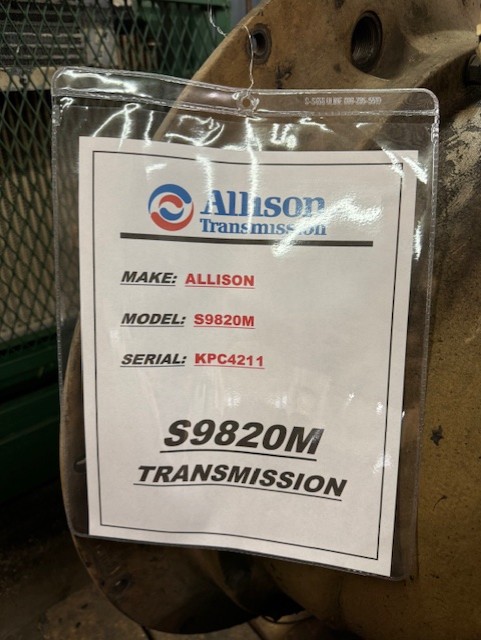 Allison
Transmission
MAKE: ALLISON
MODEL: S9820M
SERIAL: KPC4211
S9820M
TRANSMISSION